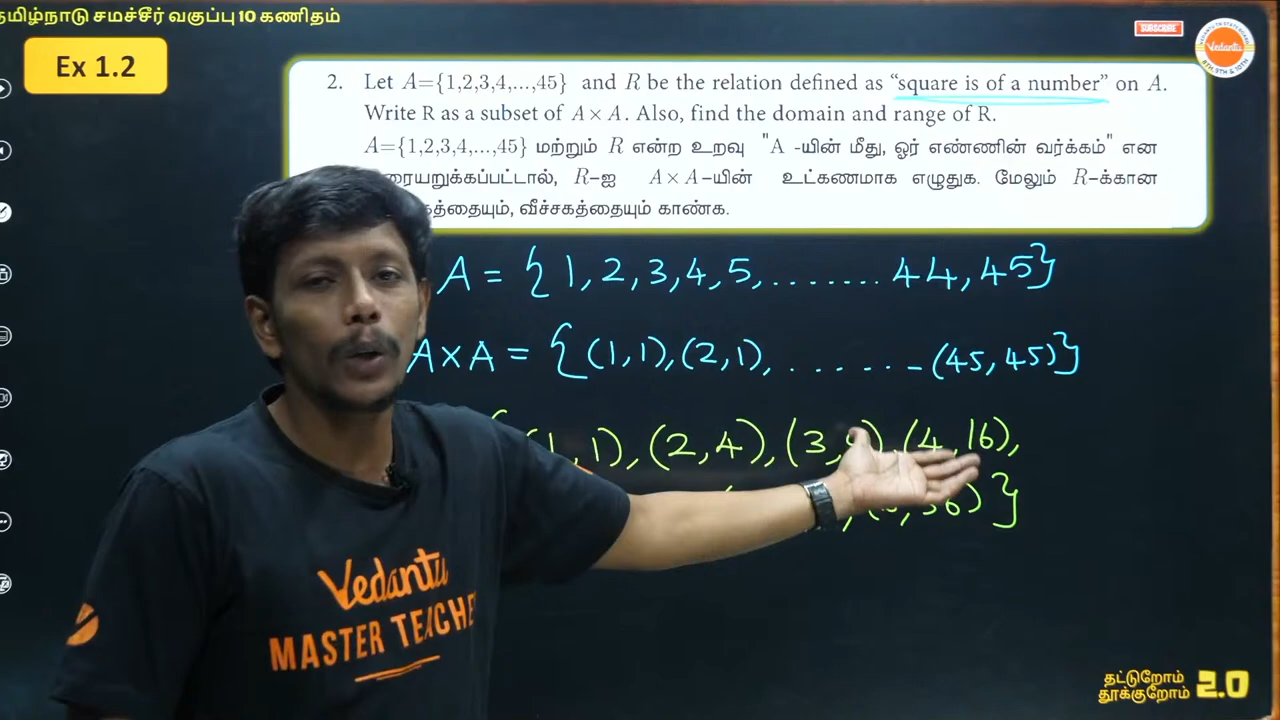 தமிழ்நாடு சமச்சீர் வகுப்பு 10 கணிதம்
SUBSCRIBE
Vedantu
Ex 1.2
2. Let A={1,2,3,4,...,45} and R be the relation defined as “square is of a number” on A.
Write R as a subset of A×A. Also, find the domain and range of R.
A={1,2,3,4,...,45} மற்றும் R என்ற உறவு "A -யின் மீது, ஓர் எண்ணின் வர்க்கம்" என
R-ஐ A×A-யின் உட்கணமாக எழுதுக. மேலும் R-க்கான
வீச்சகத்தையும் காண்க.
A = {1,2,3,4,5,.......44,45}
A×A = {(1,1),(2,1),......(45,45)}
(1,1),(2,4),(3, (4,16),
}
Vedantu
MASTER
தட்டுறோம்
தூக்குறோம் 2.0